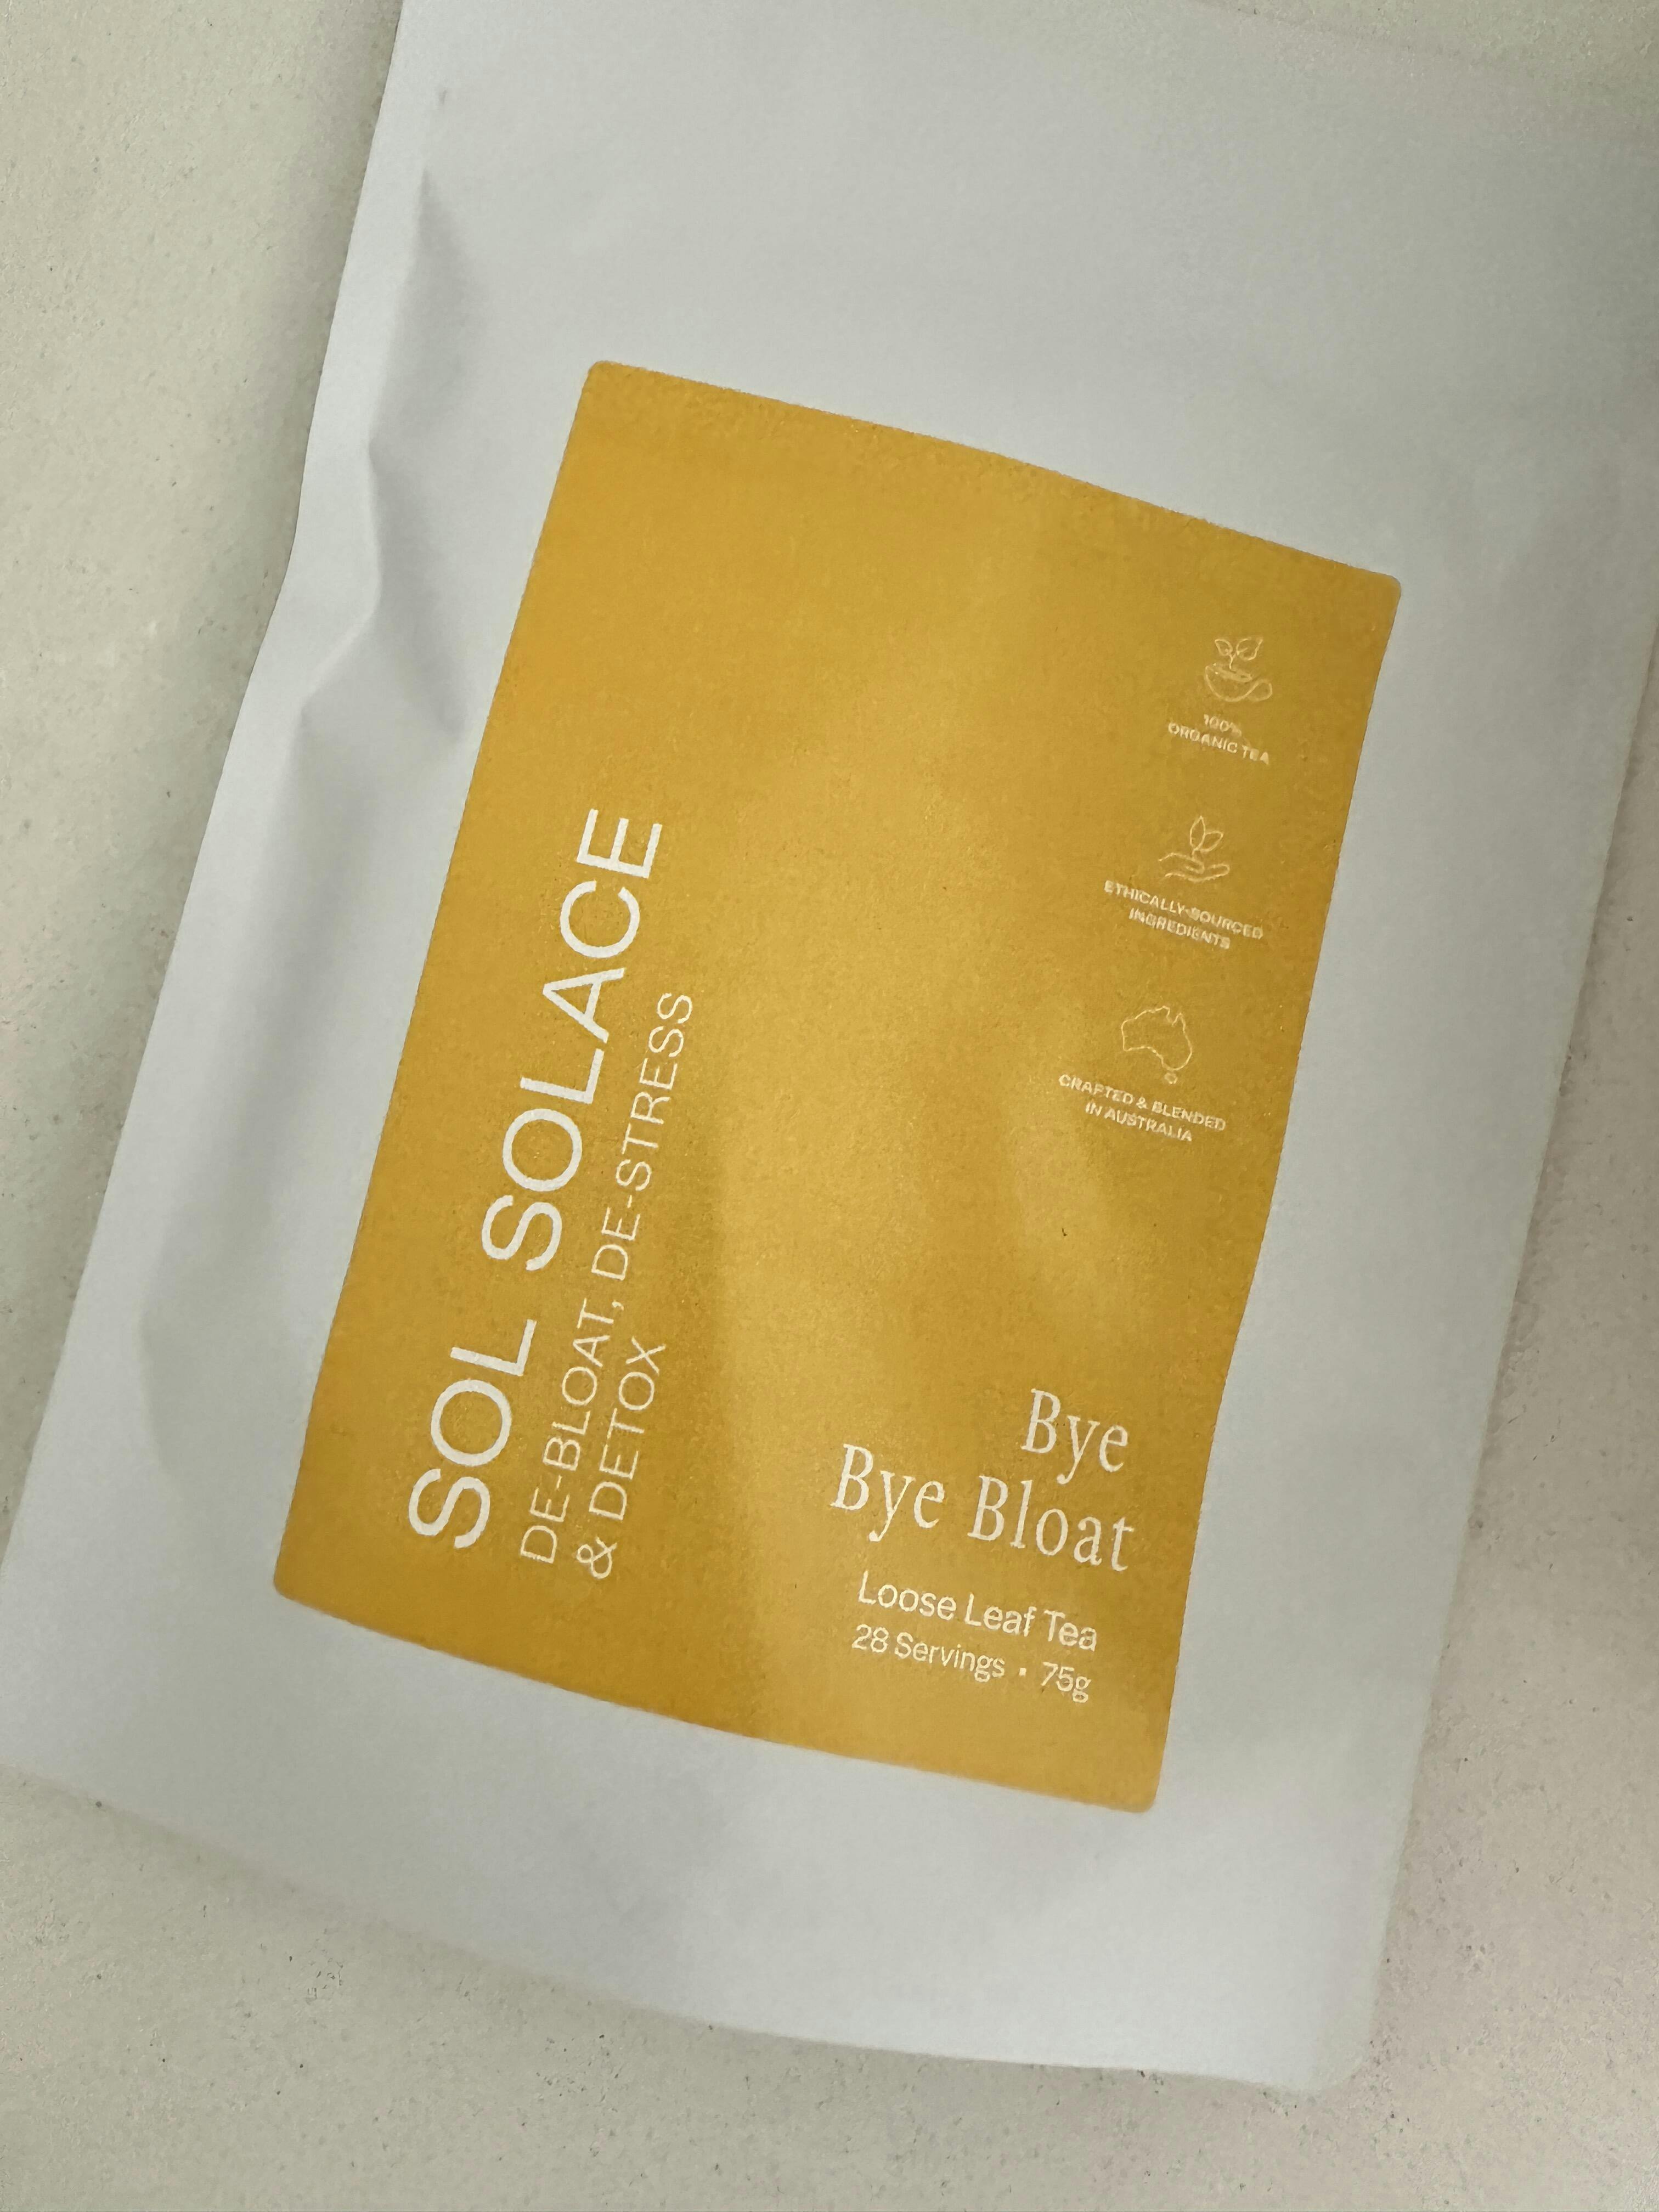 SOL SOLACE
DE-BLOAT, DE-STRESS
& DETOX
100%
ORGANIC TEA
ETHICALLY-SOURCED
INGREDIENTS
CRAFTED & BLENDED
IN AUSTRALIA
Bye
Bye Bloat
Loose Leaf Tea
28 Servings • 75g